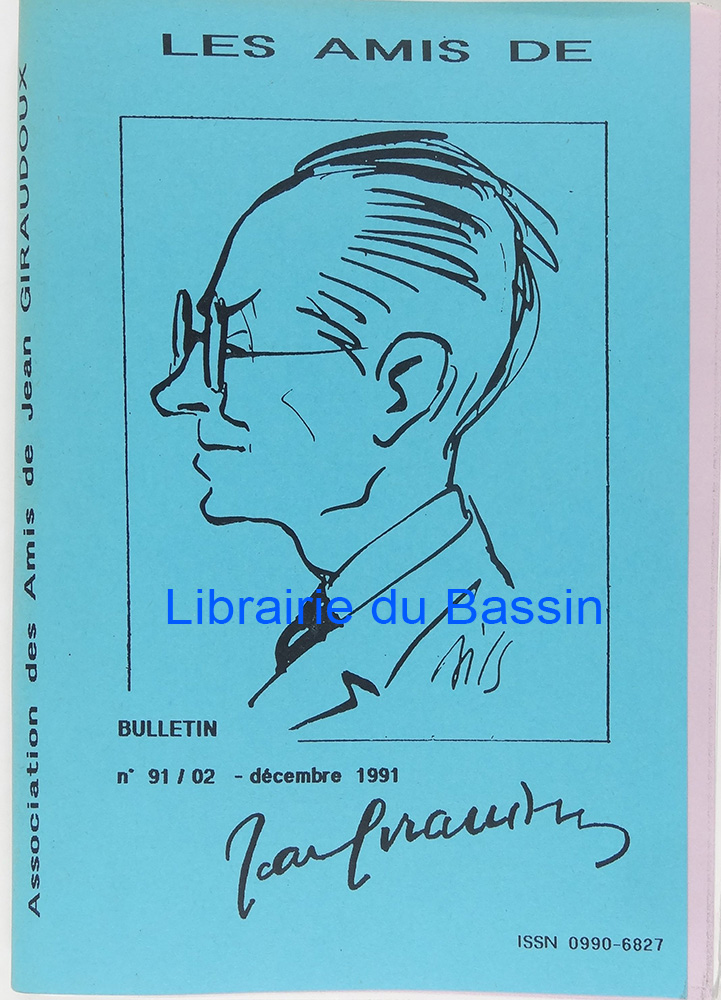 LES AMIS DE
Association des Amis de Jean GIRAUDOUX
Librairie du Bassin
BULLETIN
n° 91 / 02 - décembre 1991
Jean Giraudoux
ISSN 0990-6827